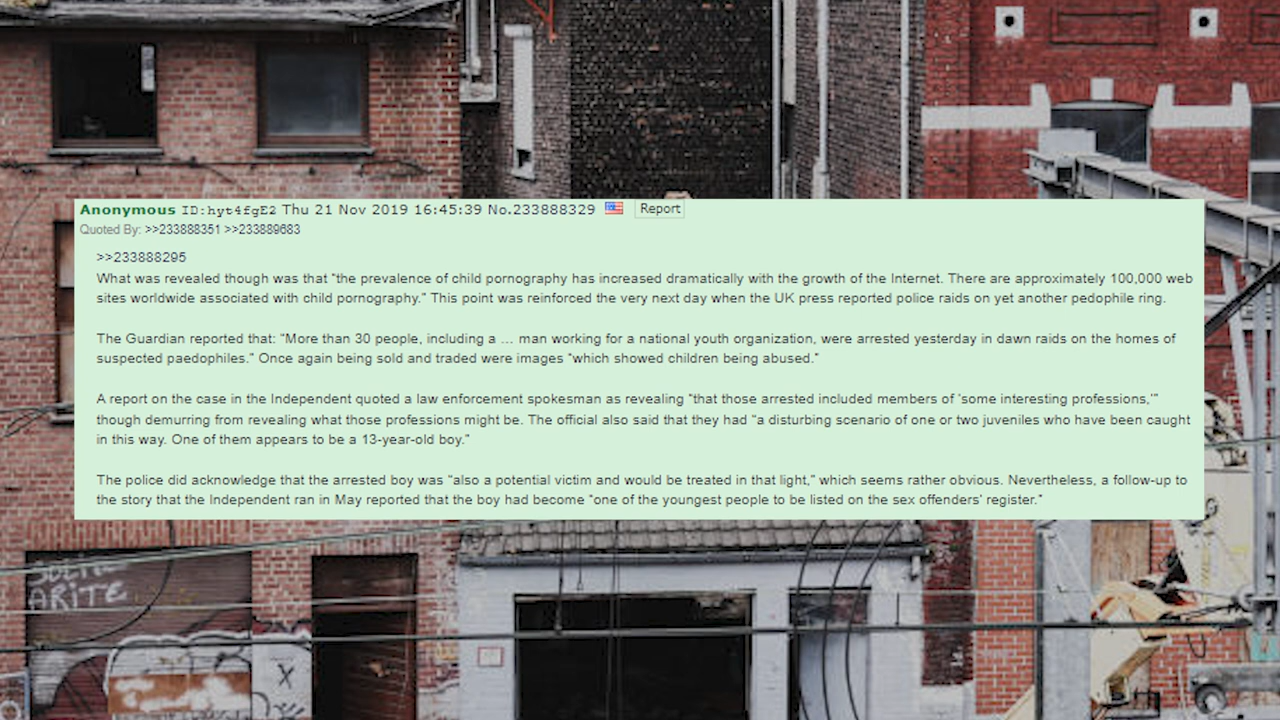 Anonymous ID:hyt4fgE2 Thu 21 Nov 2019 16:45:39 No.233888329 Report
Quoted By: >>233888351 >>233889683
>>233888295
What was revealed though was that “the prevalence of child pornography has increased dramatically with the growth of the Internet. There are approximately 100,000 web
sites worldwide associated with child pornography.” This point was reinforced the very next day when the UK press reported police raids on yet another pedophile ring.
The Guardian reported that: “More than 30 people, including a … man working for a national youth organization, were arrested yesterday in dawn raids on the homes of
suspected paedophiles.” Once again being sold and traded were images “which showed children being abused.”
A report on the case in the Independent quoted a law enforcement spokesman as revealing “that those arrested included members of ‘some interesting professions,’”
though demurring from revealing what those professions might be. The official also said that they had “a disturbing scenario of one or two juveniles who have been caught
in this way. One of them appears to be a 13-year-old boy.”
The police did acknowledge that the arrested boy was “also a potential victim and would be treated in that light,” which seems rather obvious. Nevertheless, a follow-up to
the story that the Independent ran in May reported that the boy had become “one of the youngest people to be listed on the sex offenders’ register.”
ARiTE
X